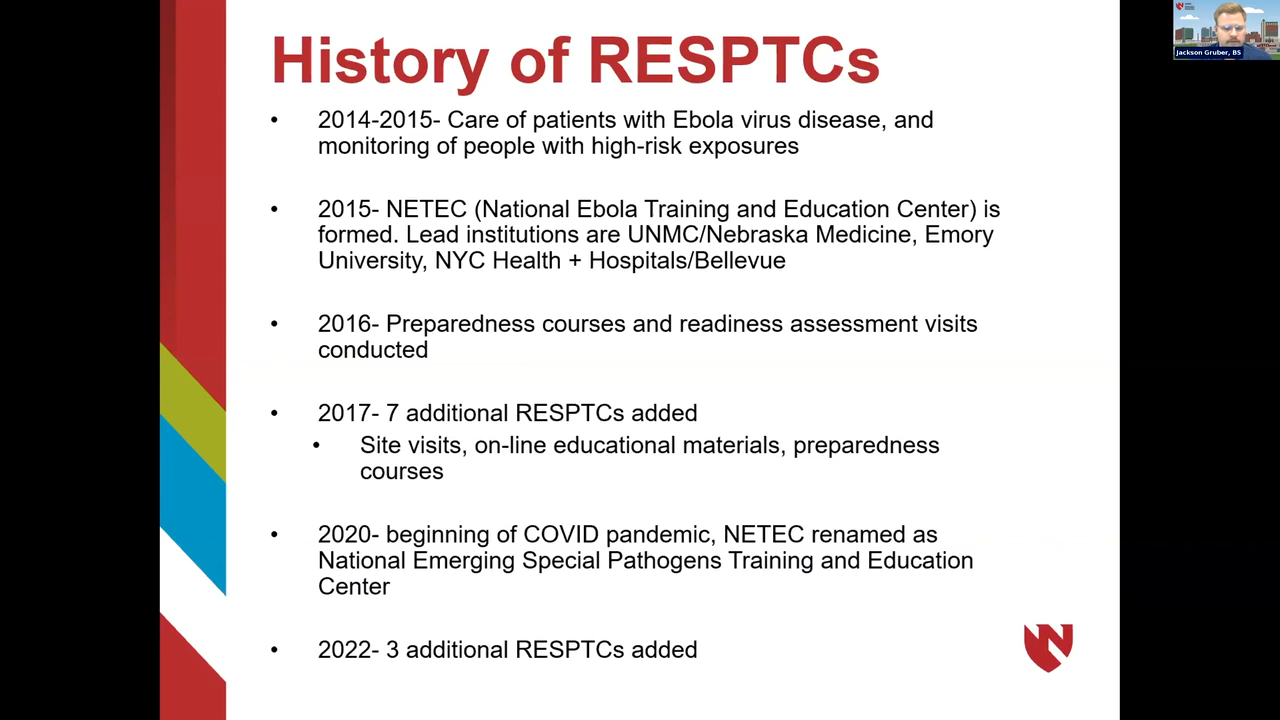 History of RESPTCs
• 2014-2015- Care of patients with Ebola virus disease, and
monitoring of people with high-risk exposures
• 2015- NETEC (National Ebola Training and Education Center) is
formed. Lead institutions are UNMC/Nebraska Medicine, Emory
University, NYC Health + Hospitals/Bellevue
• 2016- Preparedness courses and readiness assessment visits
conducted
• 2017- 7 additional RESPTCs added
• Site visits, on-line educational materials, preparedness
courses
• 2020- beginning of COVID pandemic, NETEC renamed as
National Emerging Special Pathogens Training and Education
Center
• 2022- 3 additional RESPTCs added
Jackson Gruber, BS